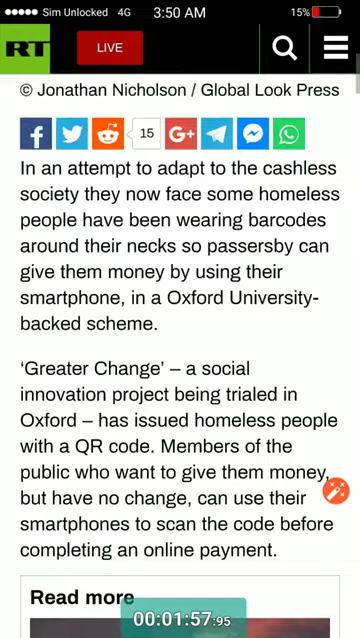 Sim Unlocked 4G 3:50 AM 15%
RT LIVE
© Jonathan Nicholson / Global Look Press
15
In an attempt to adapt to the cashless
society they now face some homeless
people have been wearing barcodes
around their necks so passersby can
give them money by using their
smartphone, in a Oxford University-
backed scheme.
‘Greater Change’ – a social
innovation project being trialed in
Oxford – has issued homeless people
with a QR code. Members of the
public who want to give them money,
but have no change, can use their
smartphones to scan the code before
completing an online payment.
Read more
00:01:57:95